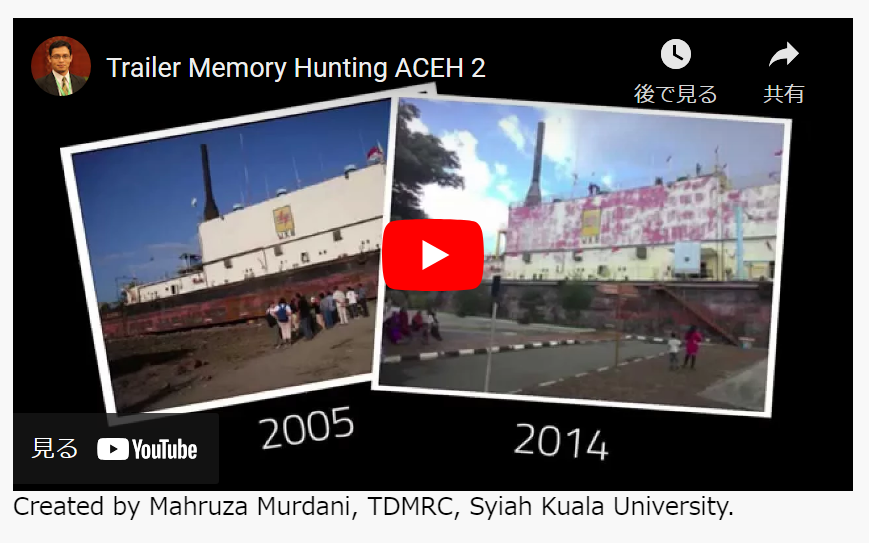 Trailer Memory Hunting ACEH 2
後で見る
共有
2005
2014
見る YouTube
Created by Mahruza Murdani, TDMRC, Syiah Kuala University.